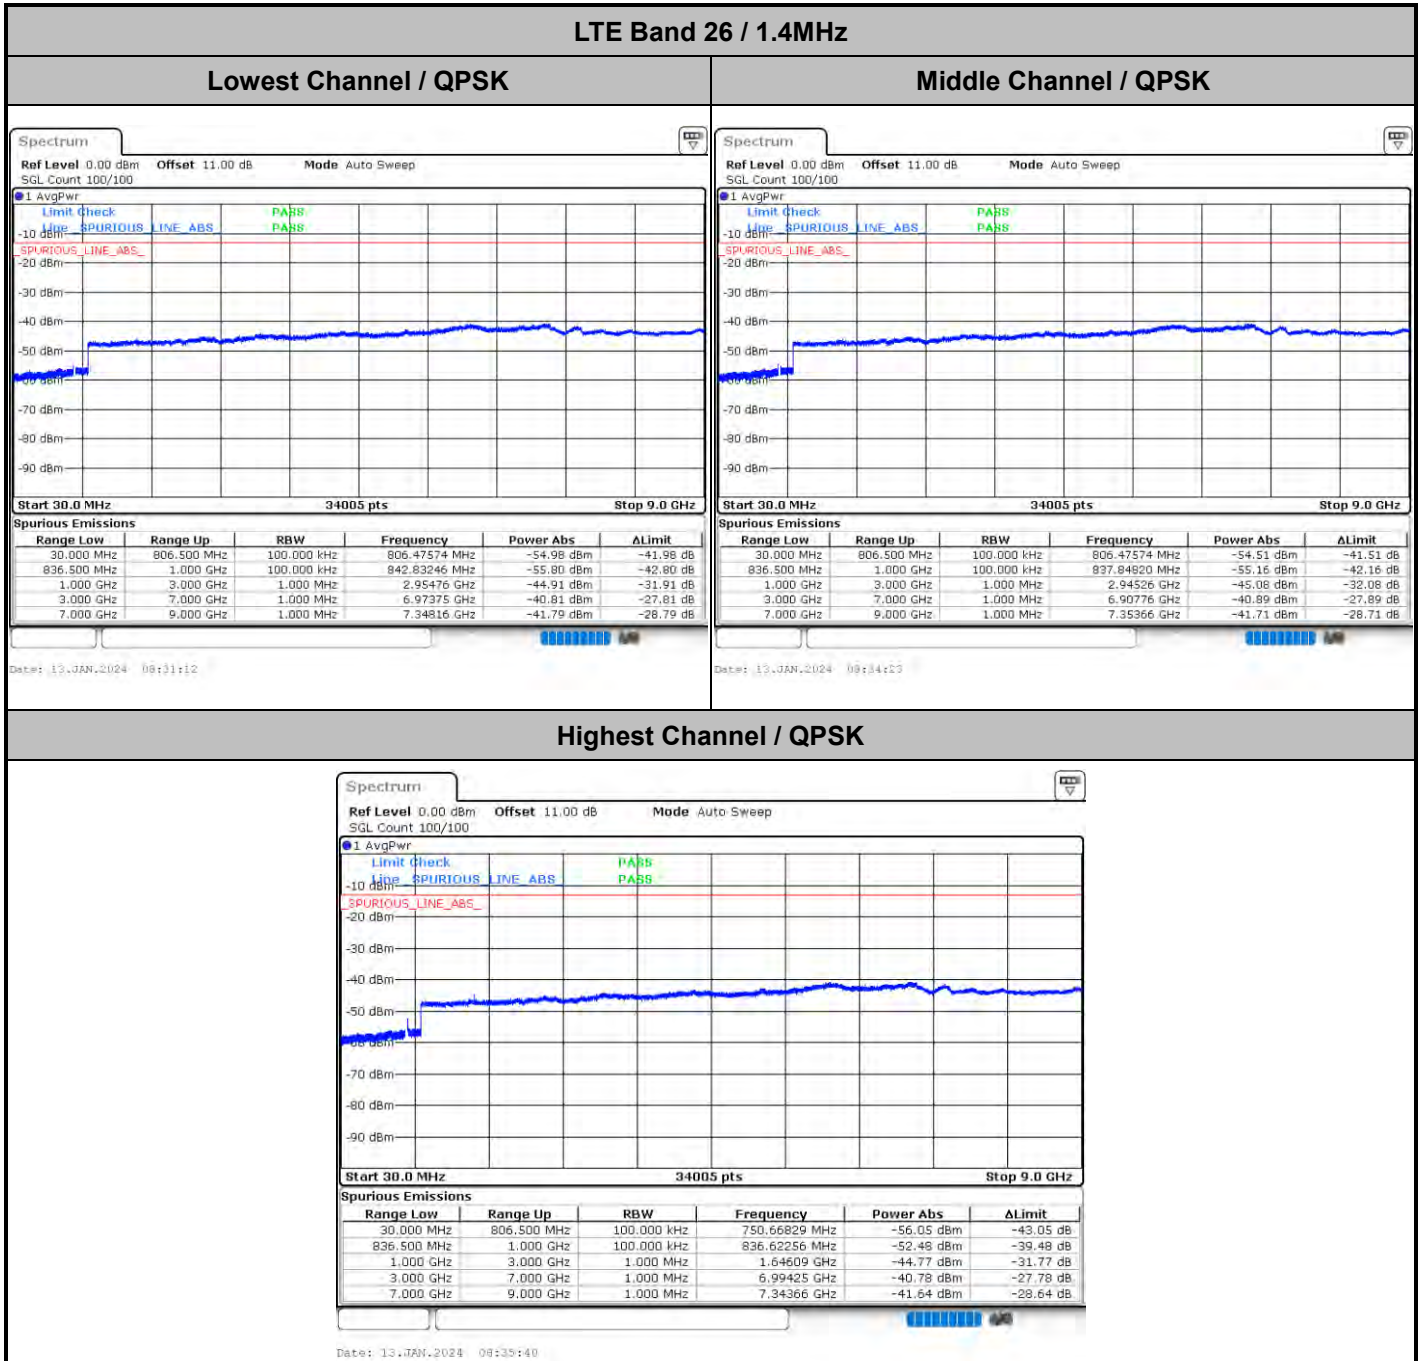 LTE Band 26 / 1.4MHz
Lowest Channel / QPSK
Middle Channel / QPSK
Spectrum
Ref Level 0.00 dBm Offset 11.00 dB Mode Auto Sweep
SGL Count 100/100
1 AvgPwr
Limit Check PASS
Line _SPURIOUS_LINE_ABS_ PASS
-10 dBm
_SPURIOUS_LINE_ABS_
-20 dBm
-30 dBm
-40 dBm
-50 dBm
-60 dBm
-70 dBm
-80 dBm
-90 dBm
Start 30.0 MHz 34005 pts Stop 9.0 GHz
Spurious Emissions
Range Low Range Up RBW Frequency Power Abs ΔLimit
30.000 MHz 806.500 MHz 100.000 kHz 806.47574 MHz -54.98 dBm -41.98 dB
836.500 MHz 1.000 GHz 100.000 kHz 842.83246 MHz -55.80 dBm -42.80 dB
1.000 GHz 3.000 GHz 1.000 MHz 2.95476 GHz -44.91 dBm -31.91 dB
3.000 GHz 7.000 GHz 1.000 MHz 6.97375 GHz -40.81 dBm -27.81 dB
7.000 GHz 9.000 GHz 1.000 MHz 7.34816 GHz -41.79 dBm -28.79 dB
Date: 13.JAN.2024 08:31:12
Spectrum
Ref Level 0.00 dBm Offset 11.00 dB Mode Auto Sweep
SGL Count 100/100
1 AvgPwr
Limit Check PASS
Line _SPURIOUS_LINE_ABS_ PASS
-10 dBm
_SPURIOUS_LINE_ABS_
-20 dBm
-30 dBm
-40 dBm
-50 dBm
-60 dBm
-70 dBm
-80 dBm
-90 dBm
Start 30.0 MHz 34005 pts Stop 9.0 GHz
Spurious Emissions
Range Low Range Up RBW Frequency Power Abs ΔLimit
30.000 MHz 806.500 MHz 100.000 kHz 806.47574 MHz -54.51 dBm -41.51 dB
836.500 MHz 1.000 GHz 100.000 kHz 837.84820 MHz -55.16 dBm -42.16 dB
1.000 GHz 3.000 GHz 1.000 MHz 2.94526 GHz -45.08 dBm -32.08 dB
3.000 GHz 7.000 GHz 1.000 MHz 6.90776 GHz -40.89 dBm -27.89 dB
7.000 GHz 9.000 GHz 1.000 MHz 7.35366 GHz -41.71 dBm -28.71 dB
Date: 13.JAN.2024 08:34:23
Highest Channel / QPSK
Spectrum
Ref Level 0.00 dBm Offset 11.00 dB Mode Auto Sweep
SGL Count 100/100
1 AvgPwr
Limit Check PASS
Line _SPURIOUS_LINE_ABS_ PASS
-10 dBm
_SPURIOUS_LINE_ABS_
-20 dBm
-30 dBm
-40 dBm
-50 dBm
-60 dBm
-70 dBm
-80 dBm
-90 dBm
Start 30.0 MHz 34005 pts Stop 9.0 GHz
Spurious Emissions
Range Low Range Up RBW Frequency Power Abs ΔLimit
30.000 MHz 806.500 MHz 100.000 kHz 750.66829 MHz -56.05 dBm -43.05 dB
836.500 MHz 1.000 GHz 100.000 kHz 836.62256 MHz -52.48 dBm -39.48 dB
1.000 GHz 3.000 GHz 1.000 MHz 1.64609 GHz -44.77 dBm -31.77 dB
3.000 GHz 7.000 GHz 1.000 MHz 6.99425 GHz -40.78 dBm -27.78 dB
7.000 GHz 9.000 GHz 1.000 MHz 7.34366 GHz -41.64 dBm -28.64 dB
Date: 13.JAN.2024 08:35:40